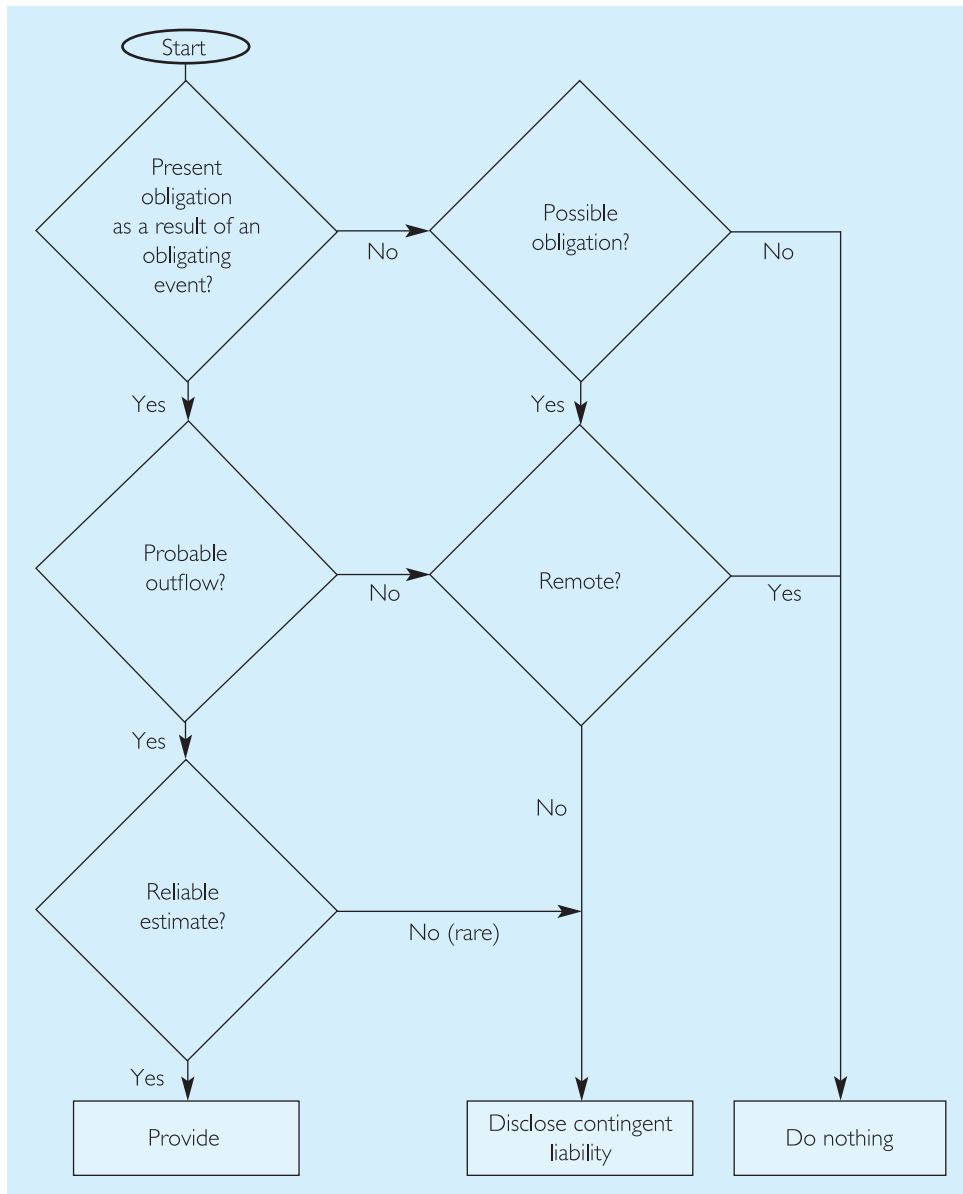 Start
Present
obligation
as a result of an
obligating
event?
No
Possible
obligation?
No
Yes
Yes
Probable
outflow?
No
Remote?
Yes
Yes
No
Reliable
estimate?
No (rare)
Yes
Provide
Disclose contingent
liability
Do nothing